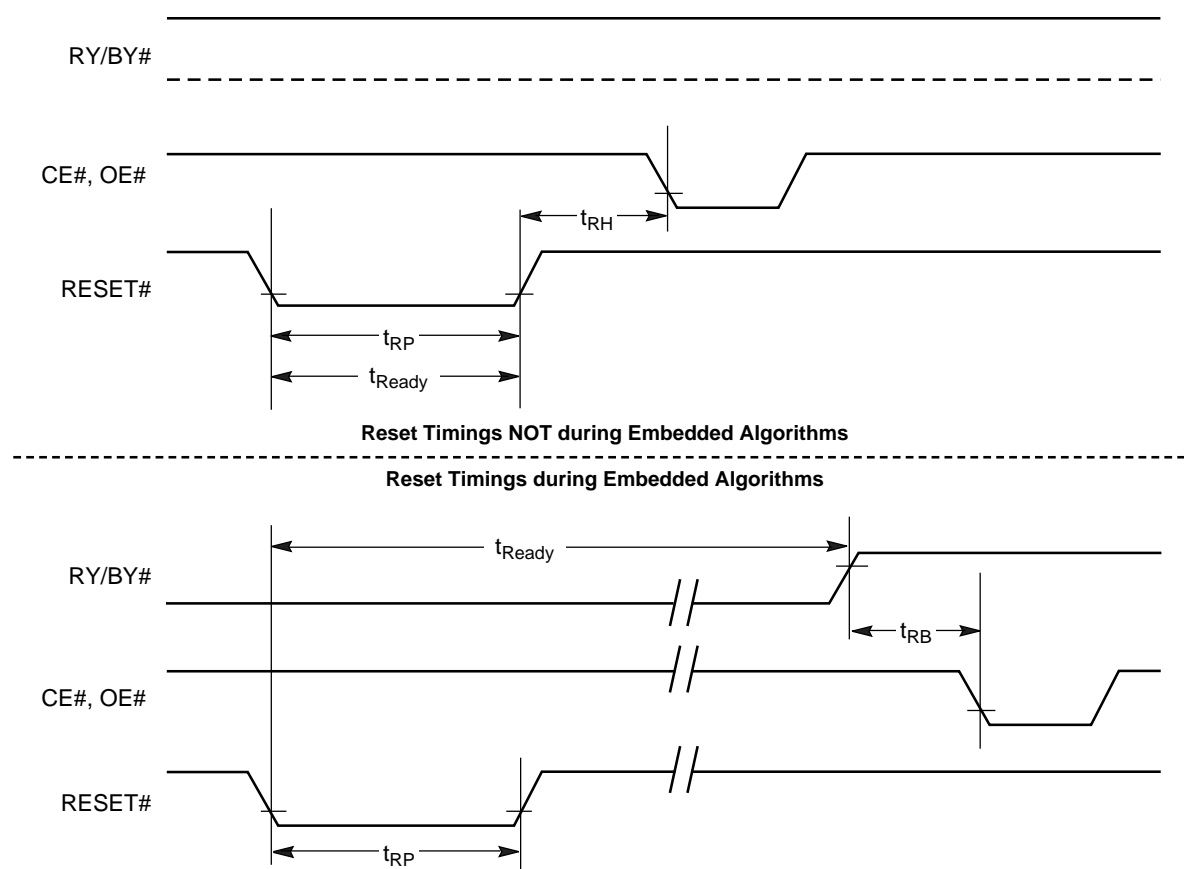 RY/BY#
CE#, OE#
tRH
RESET#
tRP
tReady
Reset Timings NOT during Embedded Algorithms
Reset Timings during Embedded Algorithms
tReady
RY/BY#
tRB
CE#, OE#
RESET#
tRP